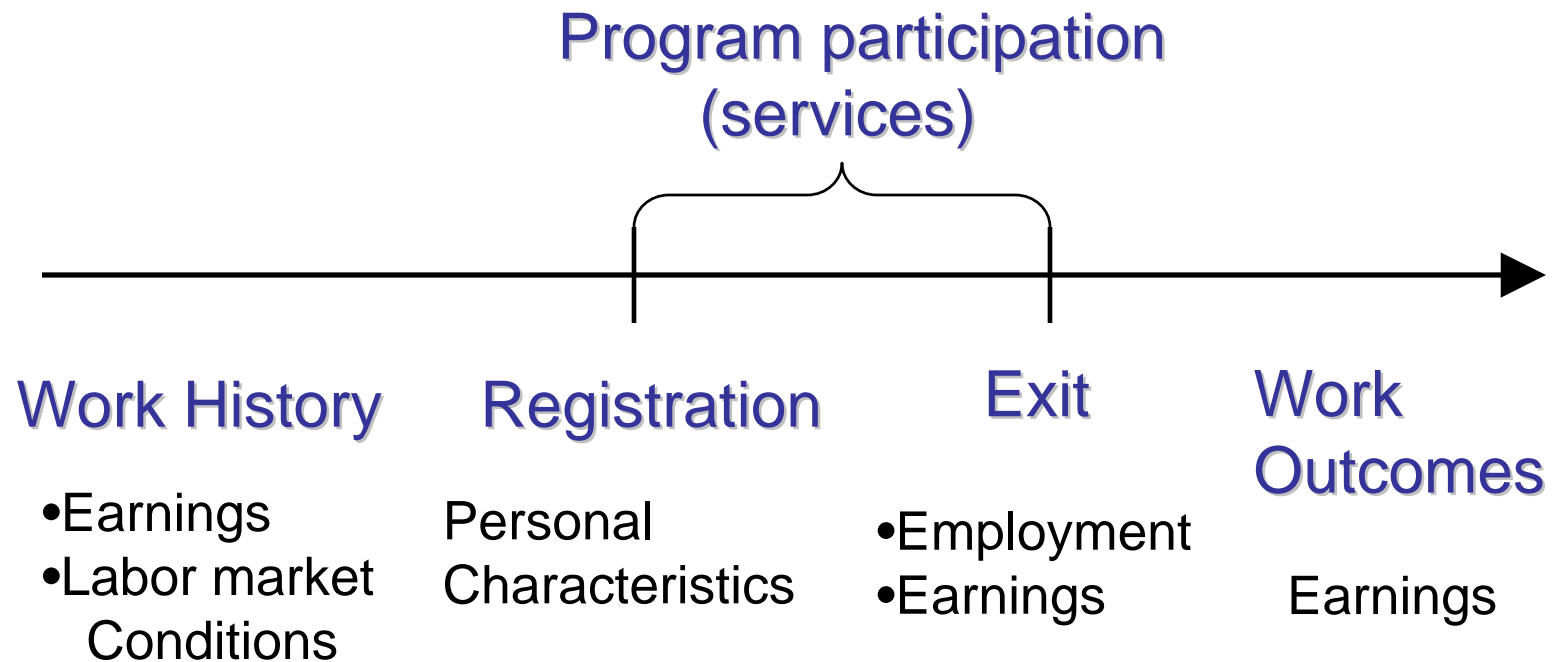 Program participation
(services)
Work History
•Earnings
•Labor market
Conditions
Registration
Personal
Characteristics
Exit
•Employment
•Earnings
Work
Outcomes
Earnings